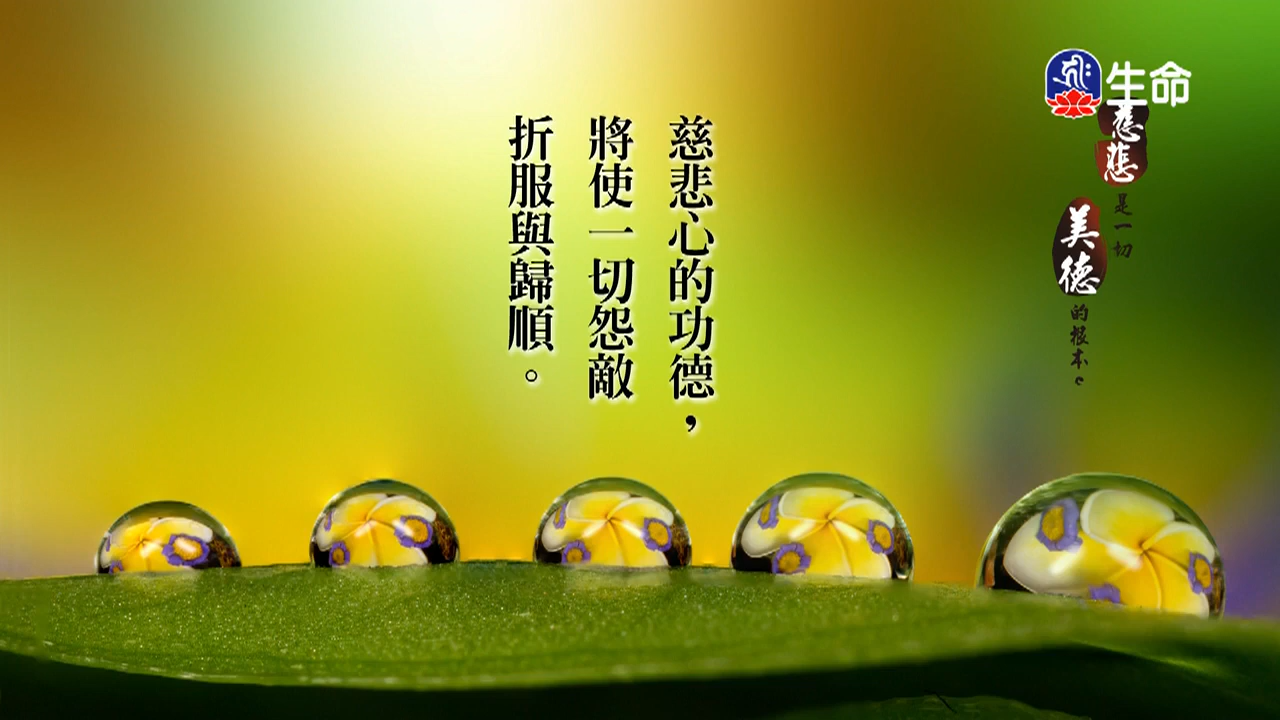 慈悲心的功德，
將使一切怨敵
折服與歸順。
生命
慈悲
是一切
美德
的根本。